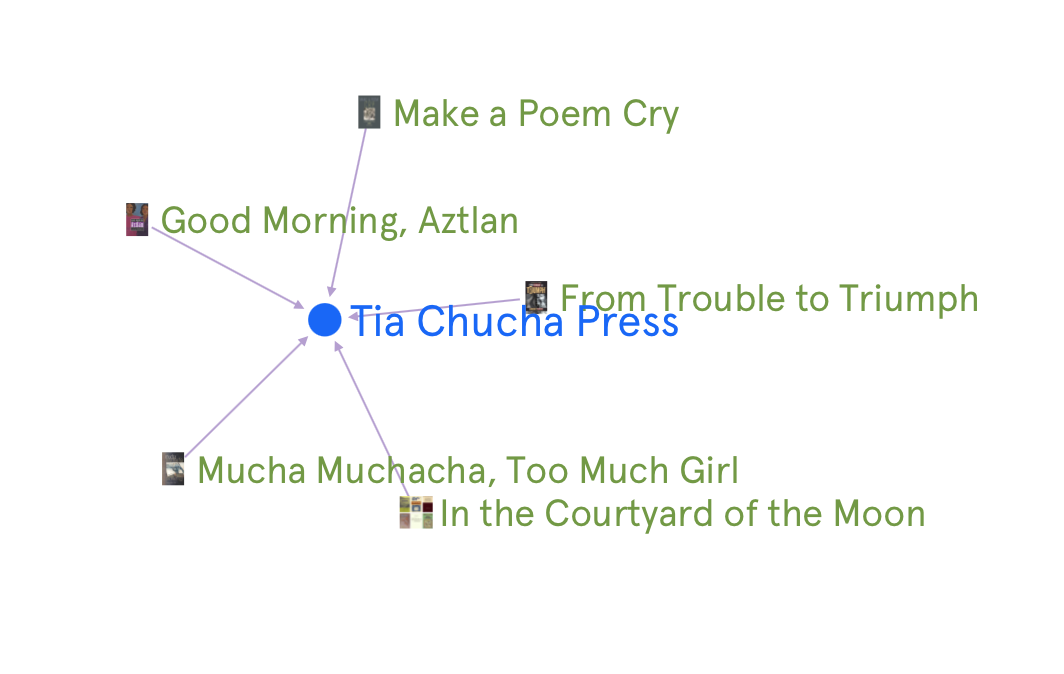 Make a Poem Cry
Good Morning, Aztlan
From Trouble to Triumph
Tia Chucha Press
Mucha Muchacha, Too Much Girl
In the Courtyard of the Moon